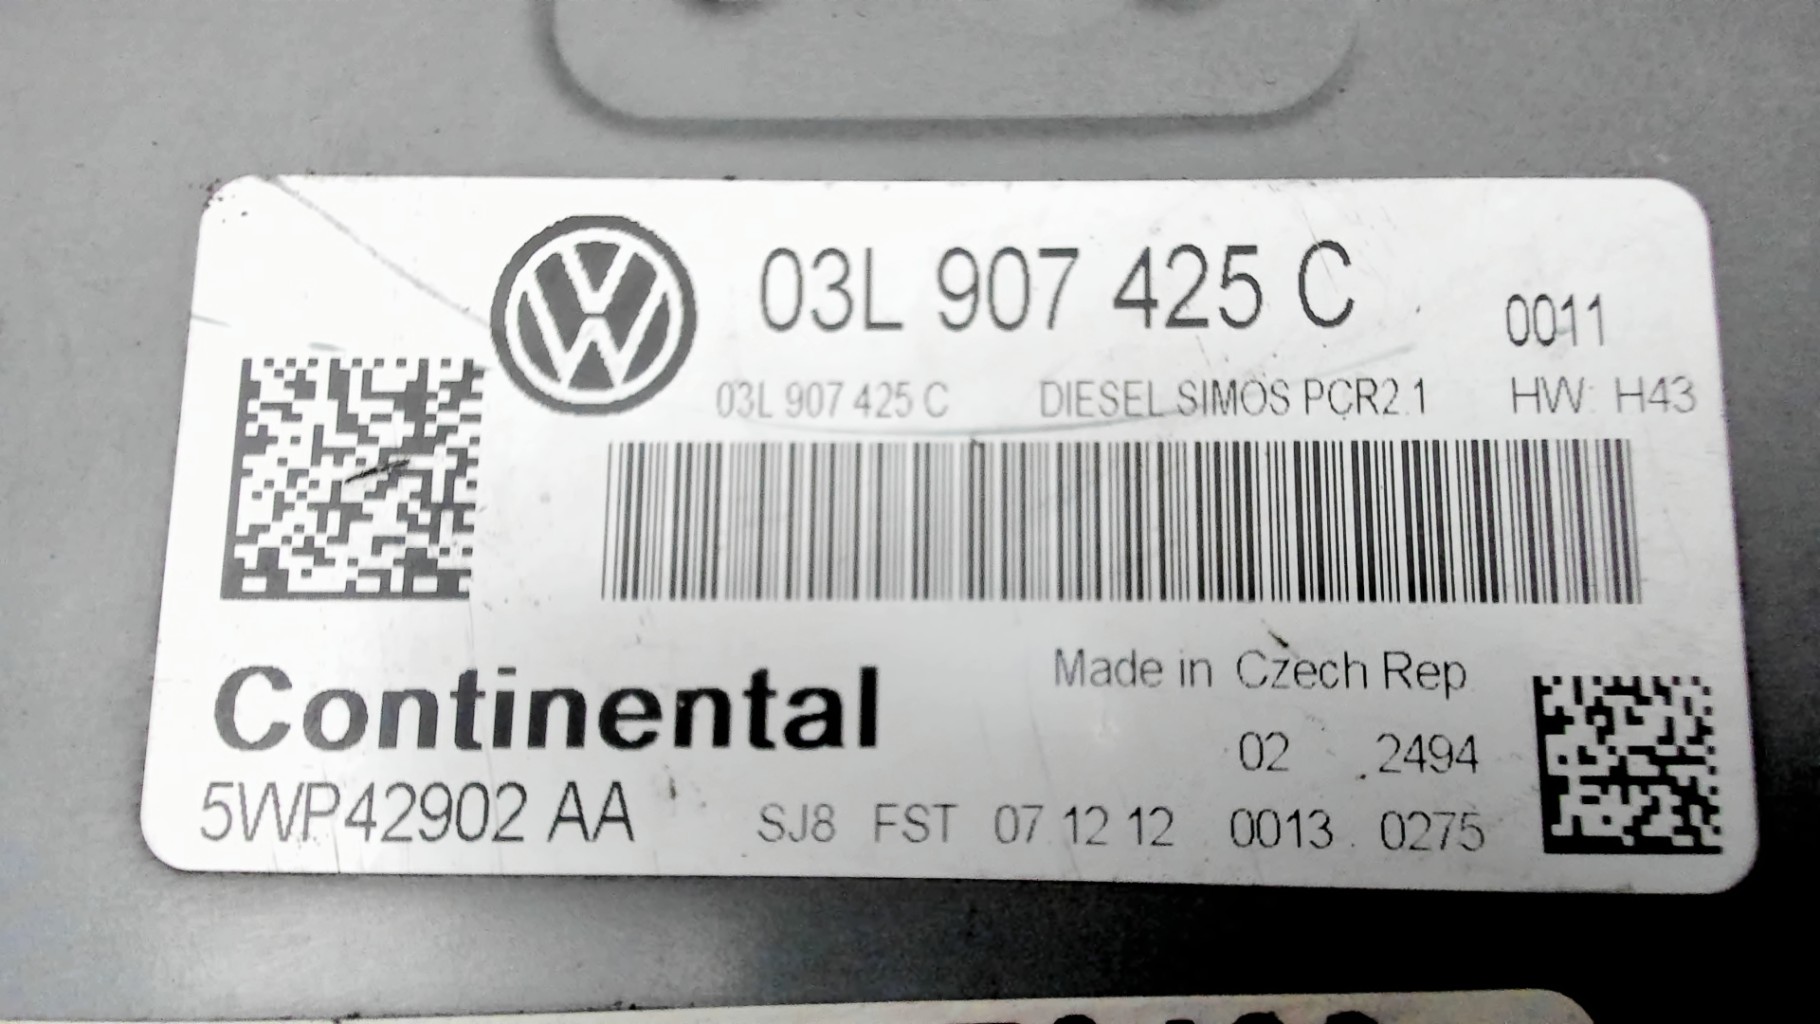 03L 907 425 C 0011
03L 907 425 C DIESEL SIMOS PCR2.1 HW: H43
Continental
Made in Czech Rep
02 2494
5WP42902 AA SJ8 FST 07.12.12 0013 0275